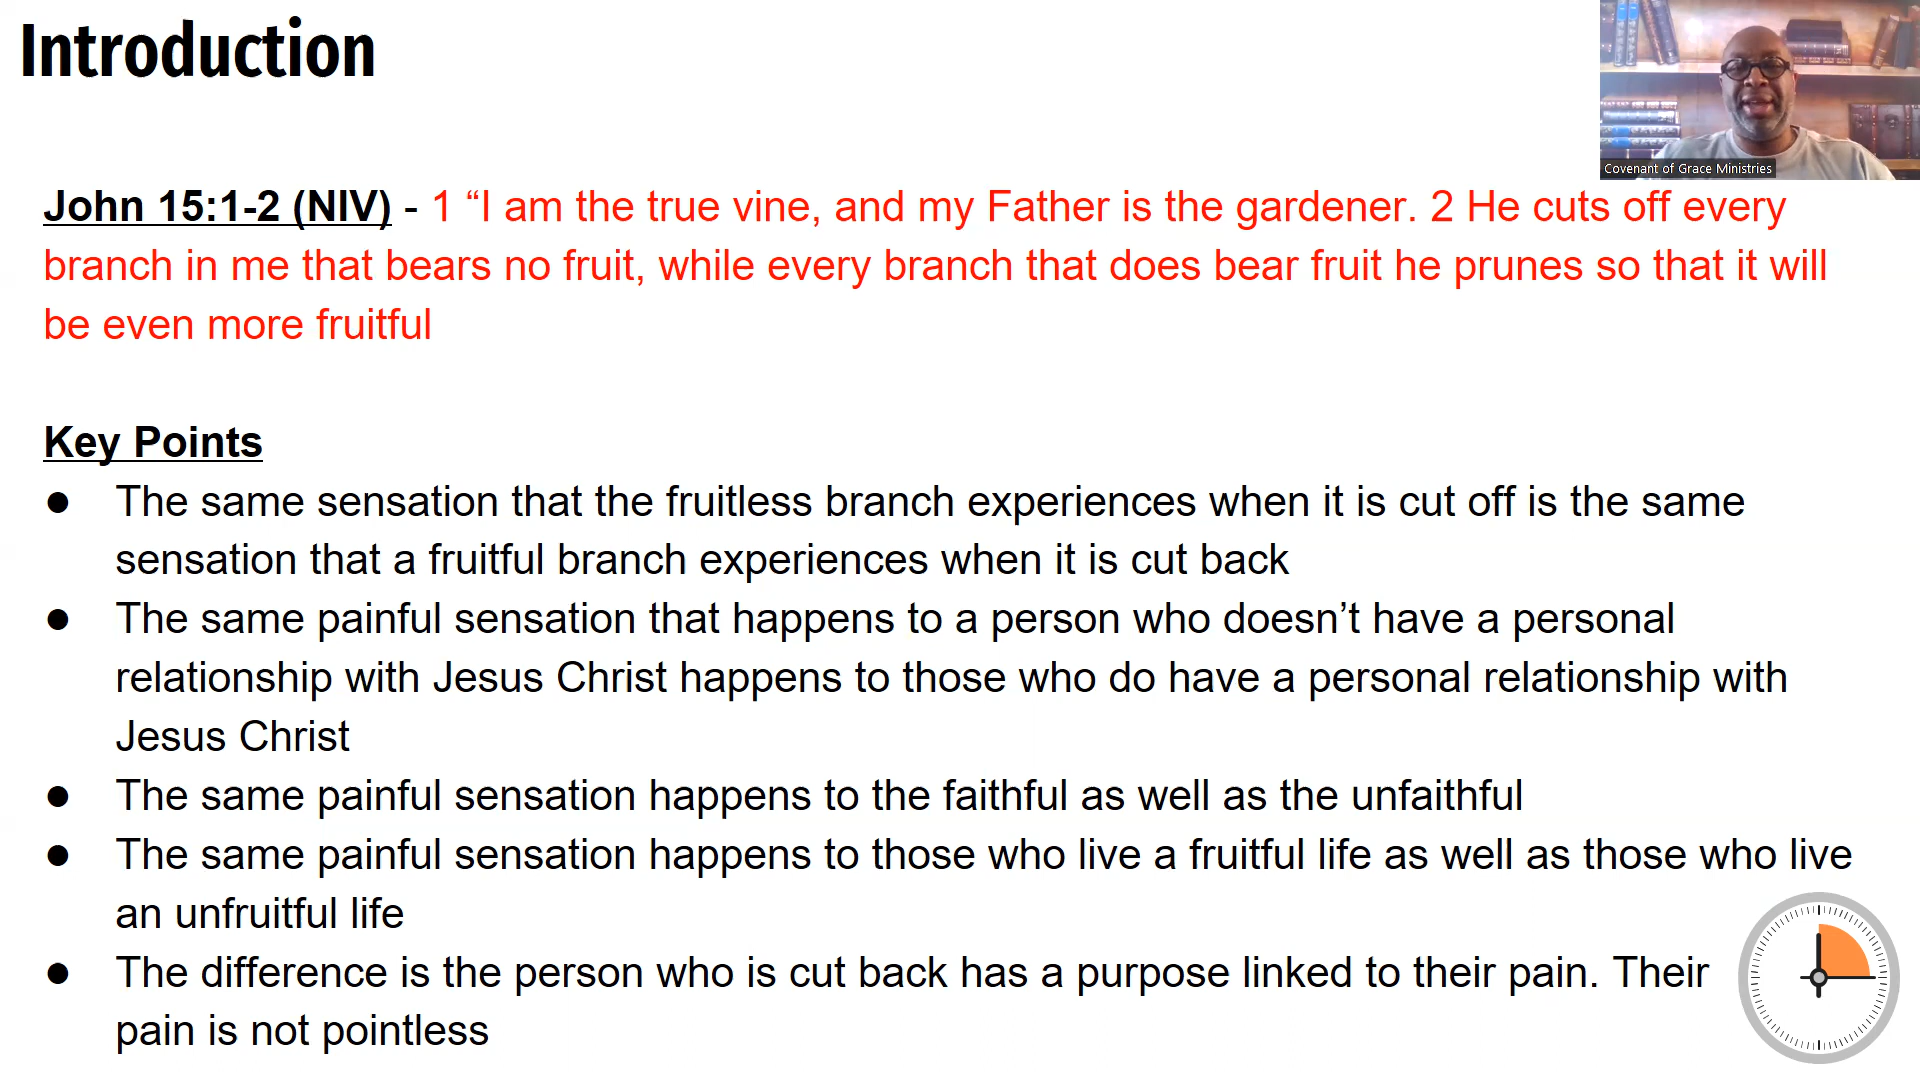 Introduction
Covenant of Grace Ministries
John 15:1-2 (NIV) - 1 “I am the true vine, and my Father is the gardener. 2 He cuts off every
branch in me that bears no fruit, while every branch that does bear fruit he prunes so that it will
be even more fruitful
Key Points
● The same sensation that the fruitless branch experiences when it is cut off is the same
sensation that a fruitful branch experiences when it is cut back
● The same painful sensation that happens to a person who doesn’t have a personal
relationship with Jesus Christ happens to those who do have a personal relationship with
Jesus Christ
● The same painful sensation happens to the faithful as well as the unfaithful
● The same painful sensation happens to those who live a fruitful life as well as those who live
an unfruitful life
● The difference is the person who is cut back has a purpose linked to their pain. Their
pain is not pointless